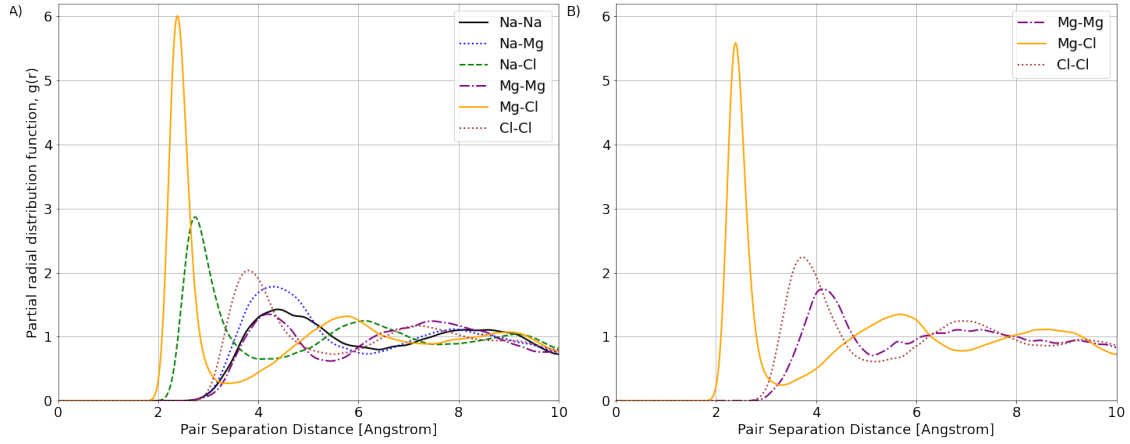 A)
Partial radial distribution function, g(r)
6
5
4
3
2
1
0
0 2 4 6 8 10
Pair Separation Distance [Angstrom]
Na-Na
Na-Mg
Na-Cl
Mg-Mg
Mg-Cl
Cl-Cl
B)
6
5
4
3
2
1
0
0 2 4 6 8 10
Pair Separation Distance [Angstrom]
Mg-Mg
Mg-Cl
Cl-Cl